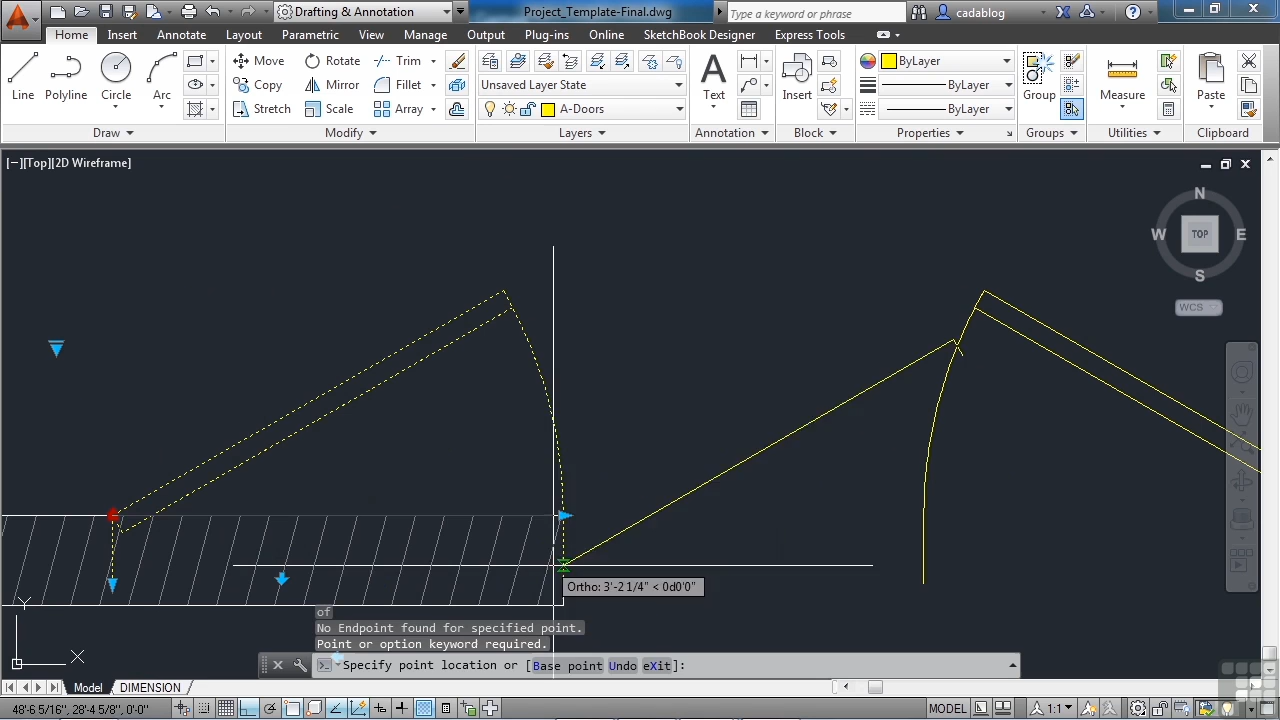 Drafting & Annotation
Project_Template-Final.dwg
Type a keyword or phrase
cadablog
Home Insert Annotate Layout Parametric View Manage Output Plug-ins Online SketchBook Designer Express Tools
Line Polyline Circle Arc
Move Rotate Trim
Copy Mirror Fillet
Stretch Scale Array
Unsaved Layer State
A-Doors
Text
Insert
ByLayer
ByLayer
ByLayer
Group
Measure
Paste
Draw Modify Layers Annotation Block Properties Groups Utilities Clipboard
[−][Top][2D Wireframe]
N
W TOP E
S
WCS
Ortho: 3'-2 1/4" < 0d0'0"
Y
X
of
No Endpoint found for specified point.
Point or option keyword required.
Specify point location or [Base point Undo eXit]:
Model DIMENSION
48'-6 5/16", 28'-4 5/8", 0'-0"
MODEL
1:1